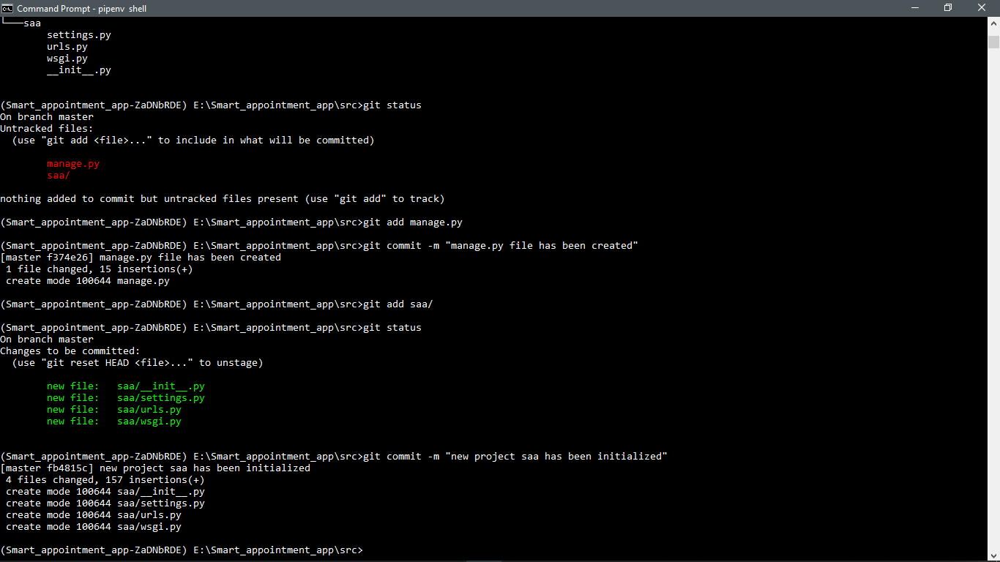 Command Prompt - pipenv  shell
└───saa
        settings.py
        urls.py
        wsgi.py
        __init__.py
(Smart_appointment_app-ZaDNbRDE) E:\Smart_appointment_app\src>git status
On branch master
Untracked files:
  (use "git add <file>..." to include in what will be committed)
        manage.py
        saa/
nothing added to commit but untracked files present (use "git add" to track)
(Smart_appointment_app-ZaDNbRDE) E:\Smart_appointment_app\src>git add manage.py
(Smart_appointment_app-ZaDNbRDE) E:\Smart_appointment_app\src>git commit -m "manage.py file has been created"
[master f374e26] manage.py file has been created
 1 file changed, 15 insertions(+)
 create mode 100644 manage.py
(Smart_appointment_app-ZaDNbRDE) E:\Smart_appointment_app\src>git add saa/
(Smart_appointment_app-ZaDNbRDE) E:\Smart_appointment_app\src>git status
On branch master
Changes to be committed:
  (use "git reset HEAD <file>..." to unstage)
        new file:   saa/__init__.py
        new file:   saa/settings.py
        new file:   saa/urls.py
        new file:   saa/wsgi.py
(Smart_appointment_app-ZaDNbRDE) E:\Smart_appointment_app\src>git commit -m "new project saa has been initialized"
[master fb4815c] new project saa has been initialized
 4 files changed, 157 insertions(+)
 create mode 100644 saa/__init__.py
 create mode 100644 saa/settings.py
 create mode 100644 saa/urls.py
 create mode 100644 saa/wsgi.py
(Smart_appointment_app-ZaDNbRDE) E:\Smart_appointment_app\src>